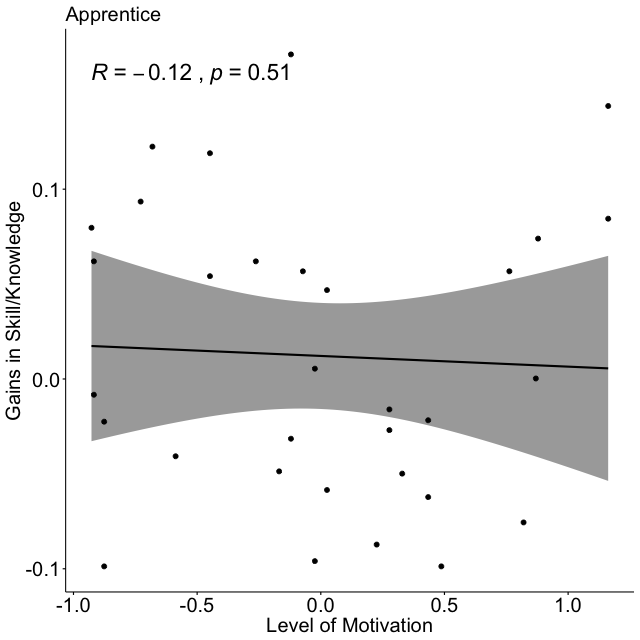 Apprentice
R = −0.12 , p = 0.51
Gains in Skill/Knowledge
0.1
0.0
-0.1
-1.0 -0.5 0.0 0.5 1.0
Level of Motivation